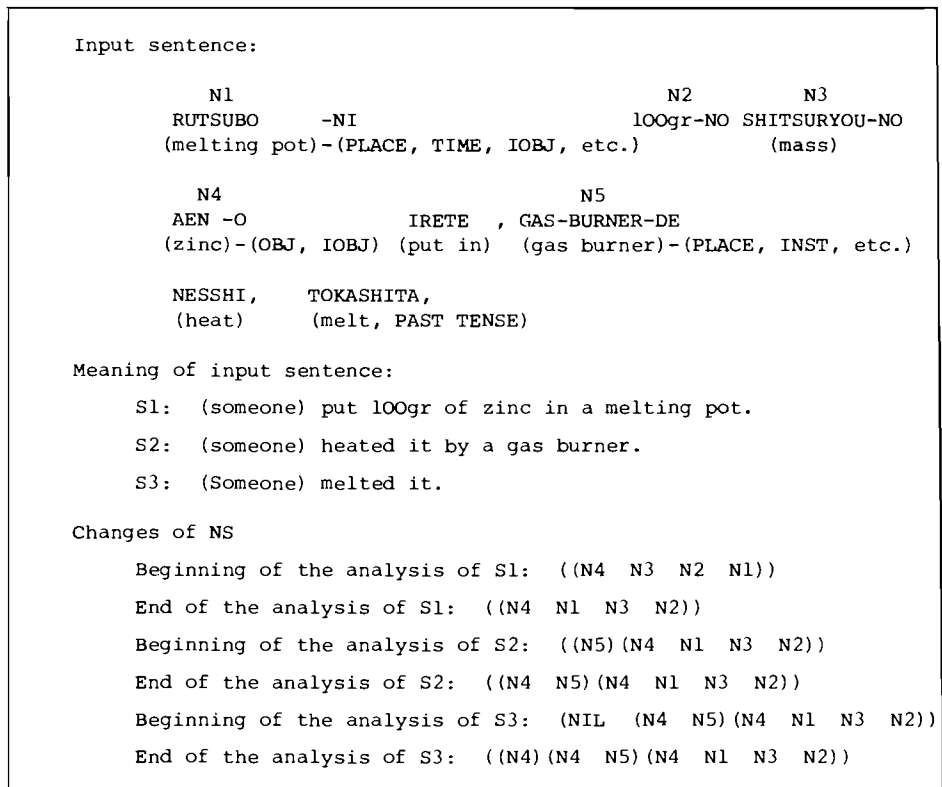 Input sentence:
N1 N2 N3
RUTSUBO -NI 100gr-NO SHITSURYOU-NO
(melting pot)-(PLACE, TIME, IOBJ, etc.) (mass)
N4 N5
AEN -O IRETE , GAS-BURNER-DE
(zinc)-(OBJ, IOBJ) (put in) (gas burner)-(PLACE, INST, etc.)
NESSHI, TOKASHITA,
(heat) (melt, PAST TENSE)
Meaning of input sentence:
S1: (someone) put 100gr of zinc in a melting pot.
S2: (someone) heated it by a gas burner.
S3: (Someone) melted it.
Changes of NS
Beginning of the analysis of S1: ((N4 N3 N2 N1))
End of the analysis of S1: ((N4 N1 N3 N2))
Beginning of the analysis of S2: ((N5)(N4 N1 N3 N2))
End of the analysis of S2: ((N4 N5)(N4 N1 N3 N2))
Beginning of the analysis of S3: (NIL (N4 N5)(N4 N1 N3 N2))
End of the analysis of S3: ((N4)(N4 N5)(N4 N1 N3 N2))